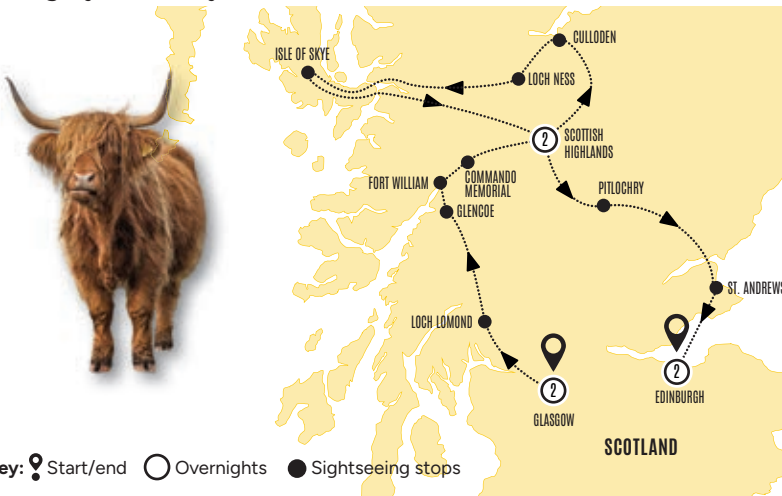 CULLODEN
ISLE OF SKYE
LOCH NESS
2
SCOTTISH
HIGHLANDS
COMMANDO
MEMORIAL
FORT WILLIAM
PITLOCHRY
GLENCOE
ST. ANDREWS
LOCH LOMOND
2
2
EDINBURGH
GLASGOW
SCOTLAND
ey: Start/end Overnights Sightseeing stops